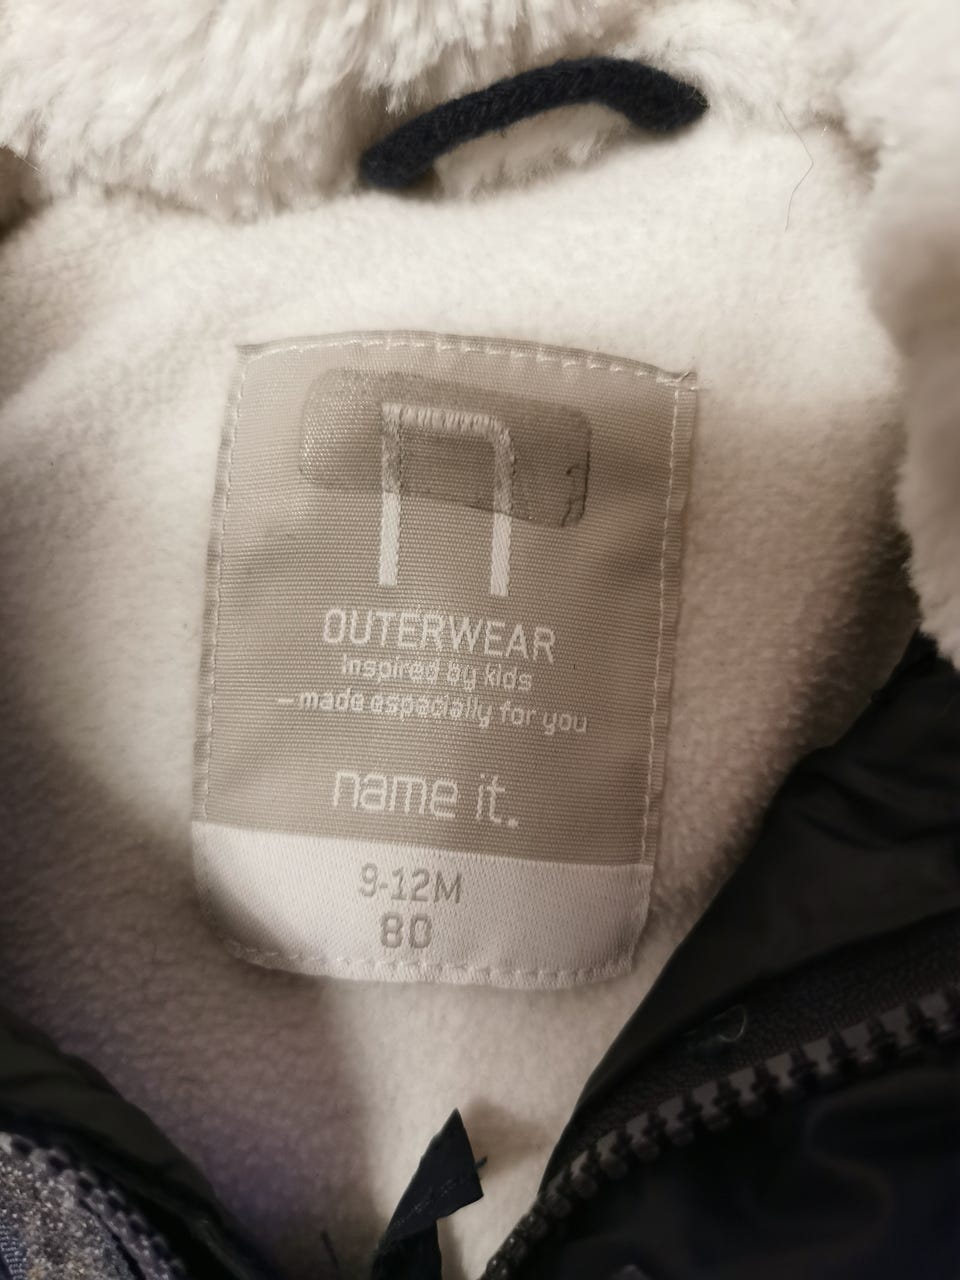 n
OUTERWEAR
Inspired by kids
– made especially for you
name it.
9-12M
80